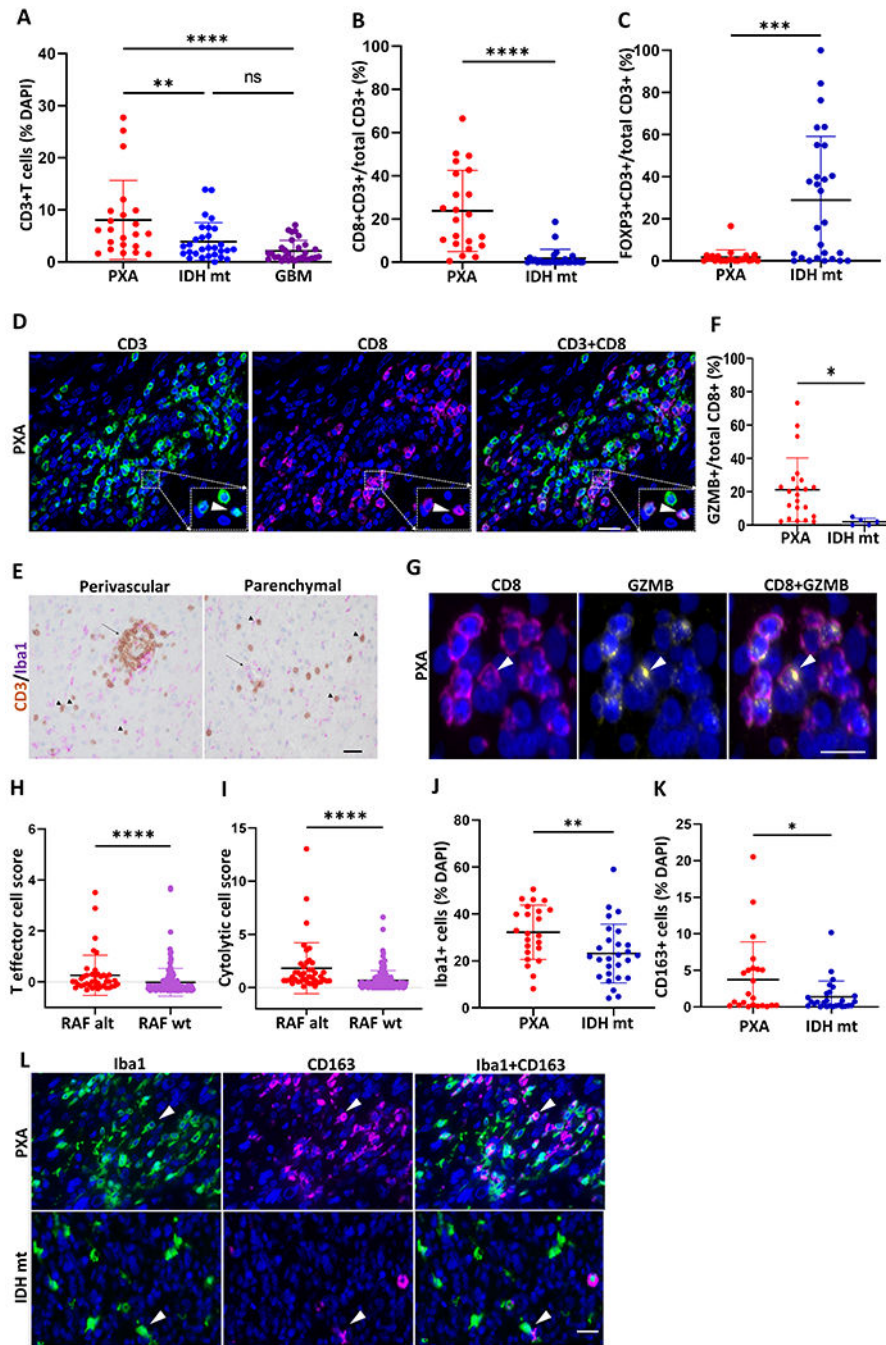 A
B
C
CD3+T cells (% DAPI)
40
30
20
10
0
****
**
ns
PXA
IDH mt
GBM
CD8+CD3+/total CD3+ (%)
100
80
60
40
20
0
****
PXA
IDH mt
FOXP3+CD3+/total CD3+ (%)
100
80
60
40
20
0
***
PXA
IDH mt
D
CD3
CD8
CD3+CD8
PXA
F
GZMB+/total CD8+ (%)
100
80
60
40
20
0
*
PXA
IDH mt
E
Perivascular
Parenchymal
CD3/Iba1
G
CD8
GZMB
CD8+GZMB
PXA
H
T effector cell score
6
4
2
0
****
RAF alt
RAF wt
I
Cytolytic cell score
15
10
5
0
****
RAF alt
RAF wt
J
Iba1+ cells (% DAPI)
80
60
40
20
0
**
PXA
IDH mt
K
CD163+ cells (% DAPI)
25
20
15
10
5
0
*
PXA
IDH mt
L
Iba1
CD163
Iba1+CD163
PXA
IDH mt